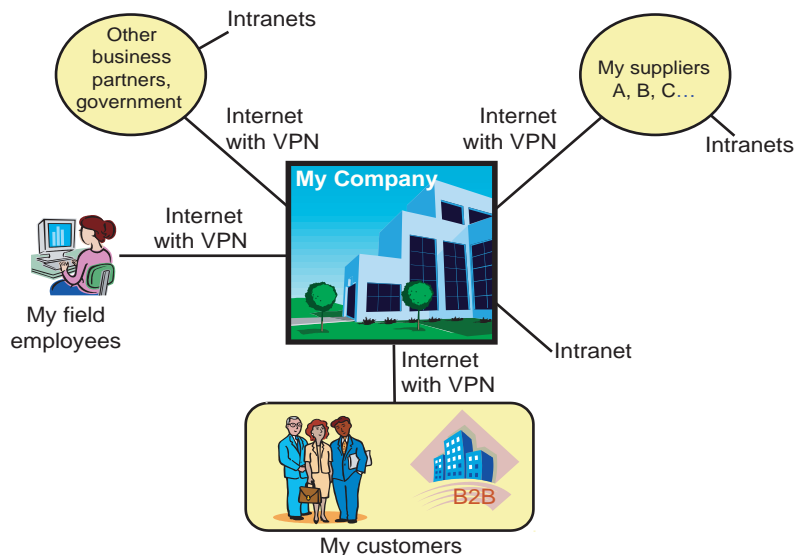 Intranets
Other
business
partners,
government
My suppliers
A, B, C…
Internet
with VPN
Internet
with VPN
Intranets
My Company
Internet
with VPN
My field
employees
Intranet
Internet
with VPN
B2B
My customers